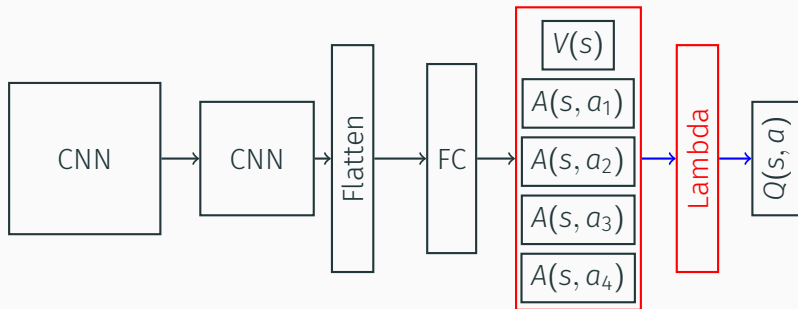 CNN
CNN
Flatten
FC
V(s)
A(s, a₁)
A(s, a₂)
A(s, a₃)
A(s, a₄)
Lambda
Q(s, a)